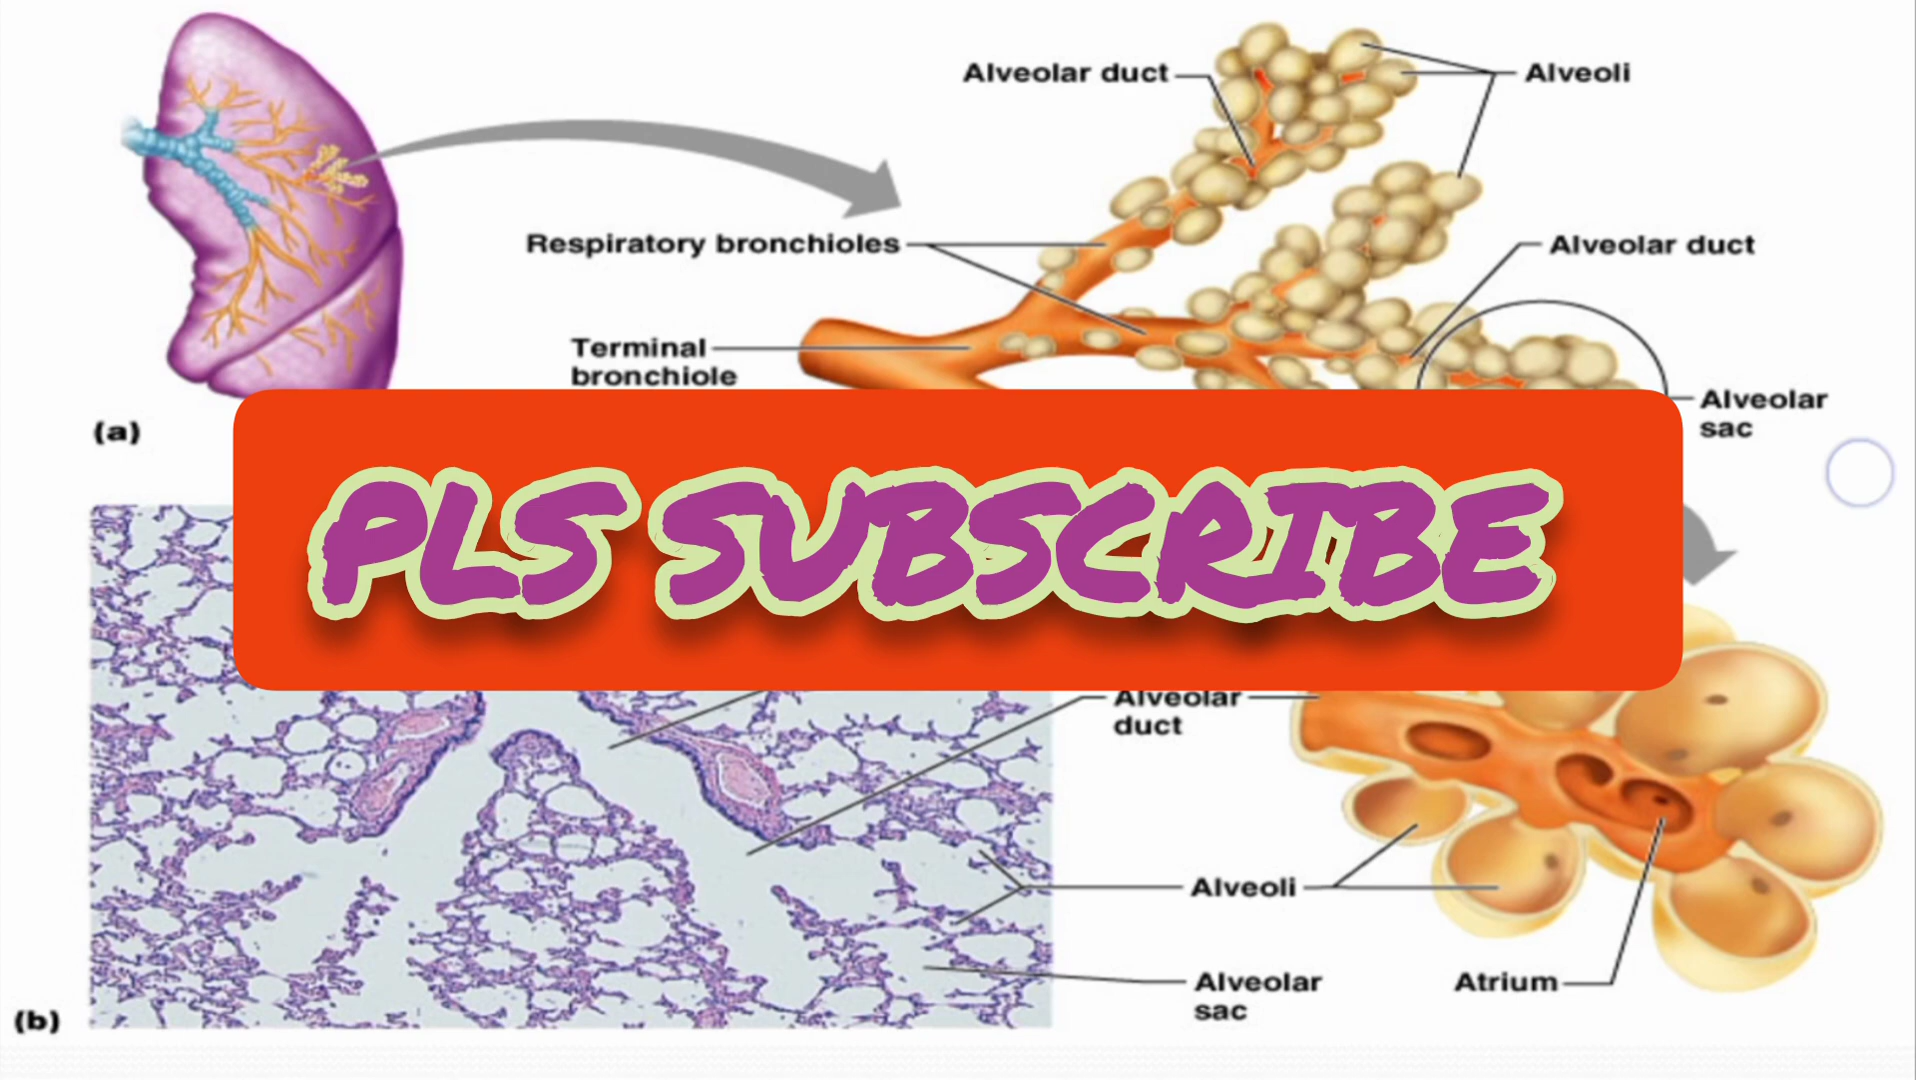 Alveolar duct
Alveoli
Respiratory bronchioles
Alveolar duct
Terminal
bronchiole
Alveolar
sac
(a)
PLS SUBSCRIBE
Alveolar
duct
Alveoli
Atrium
Alveolar
sac
(b)